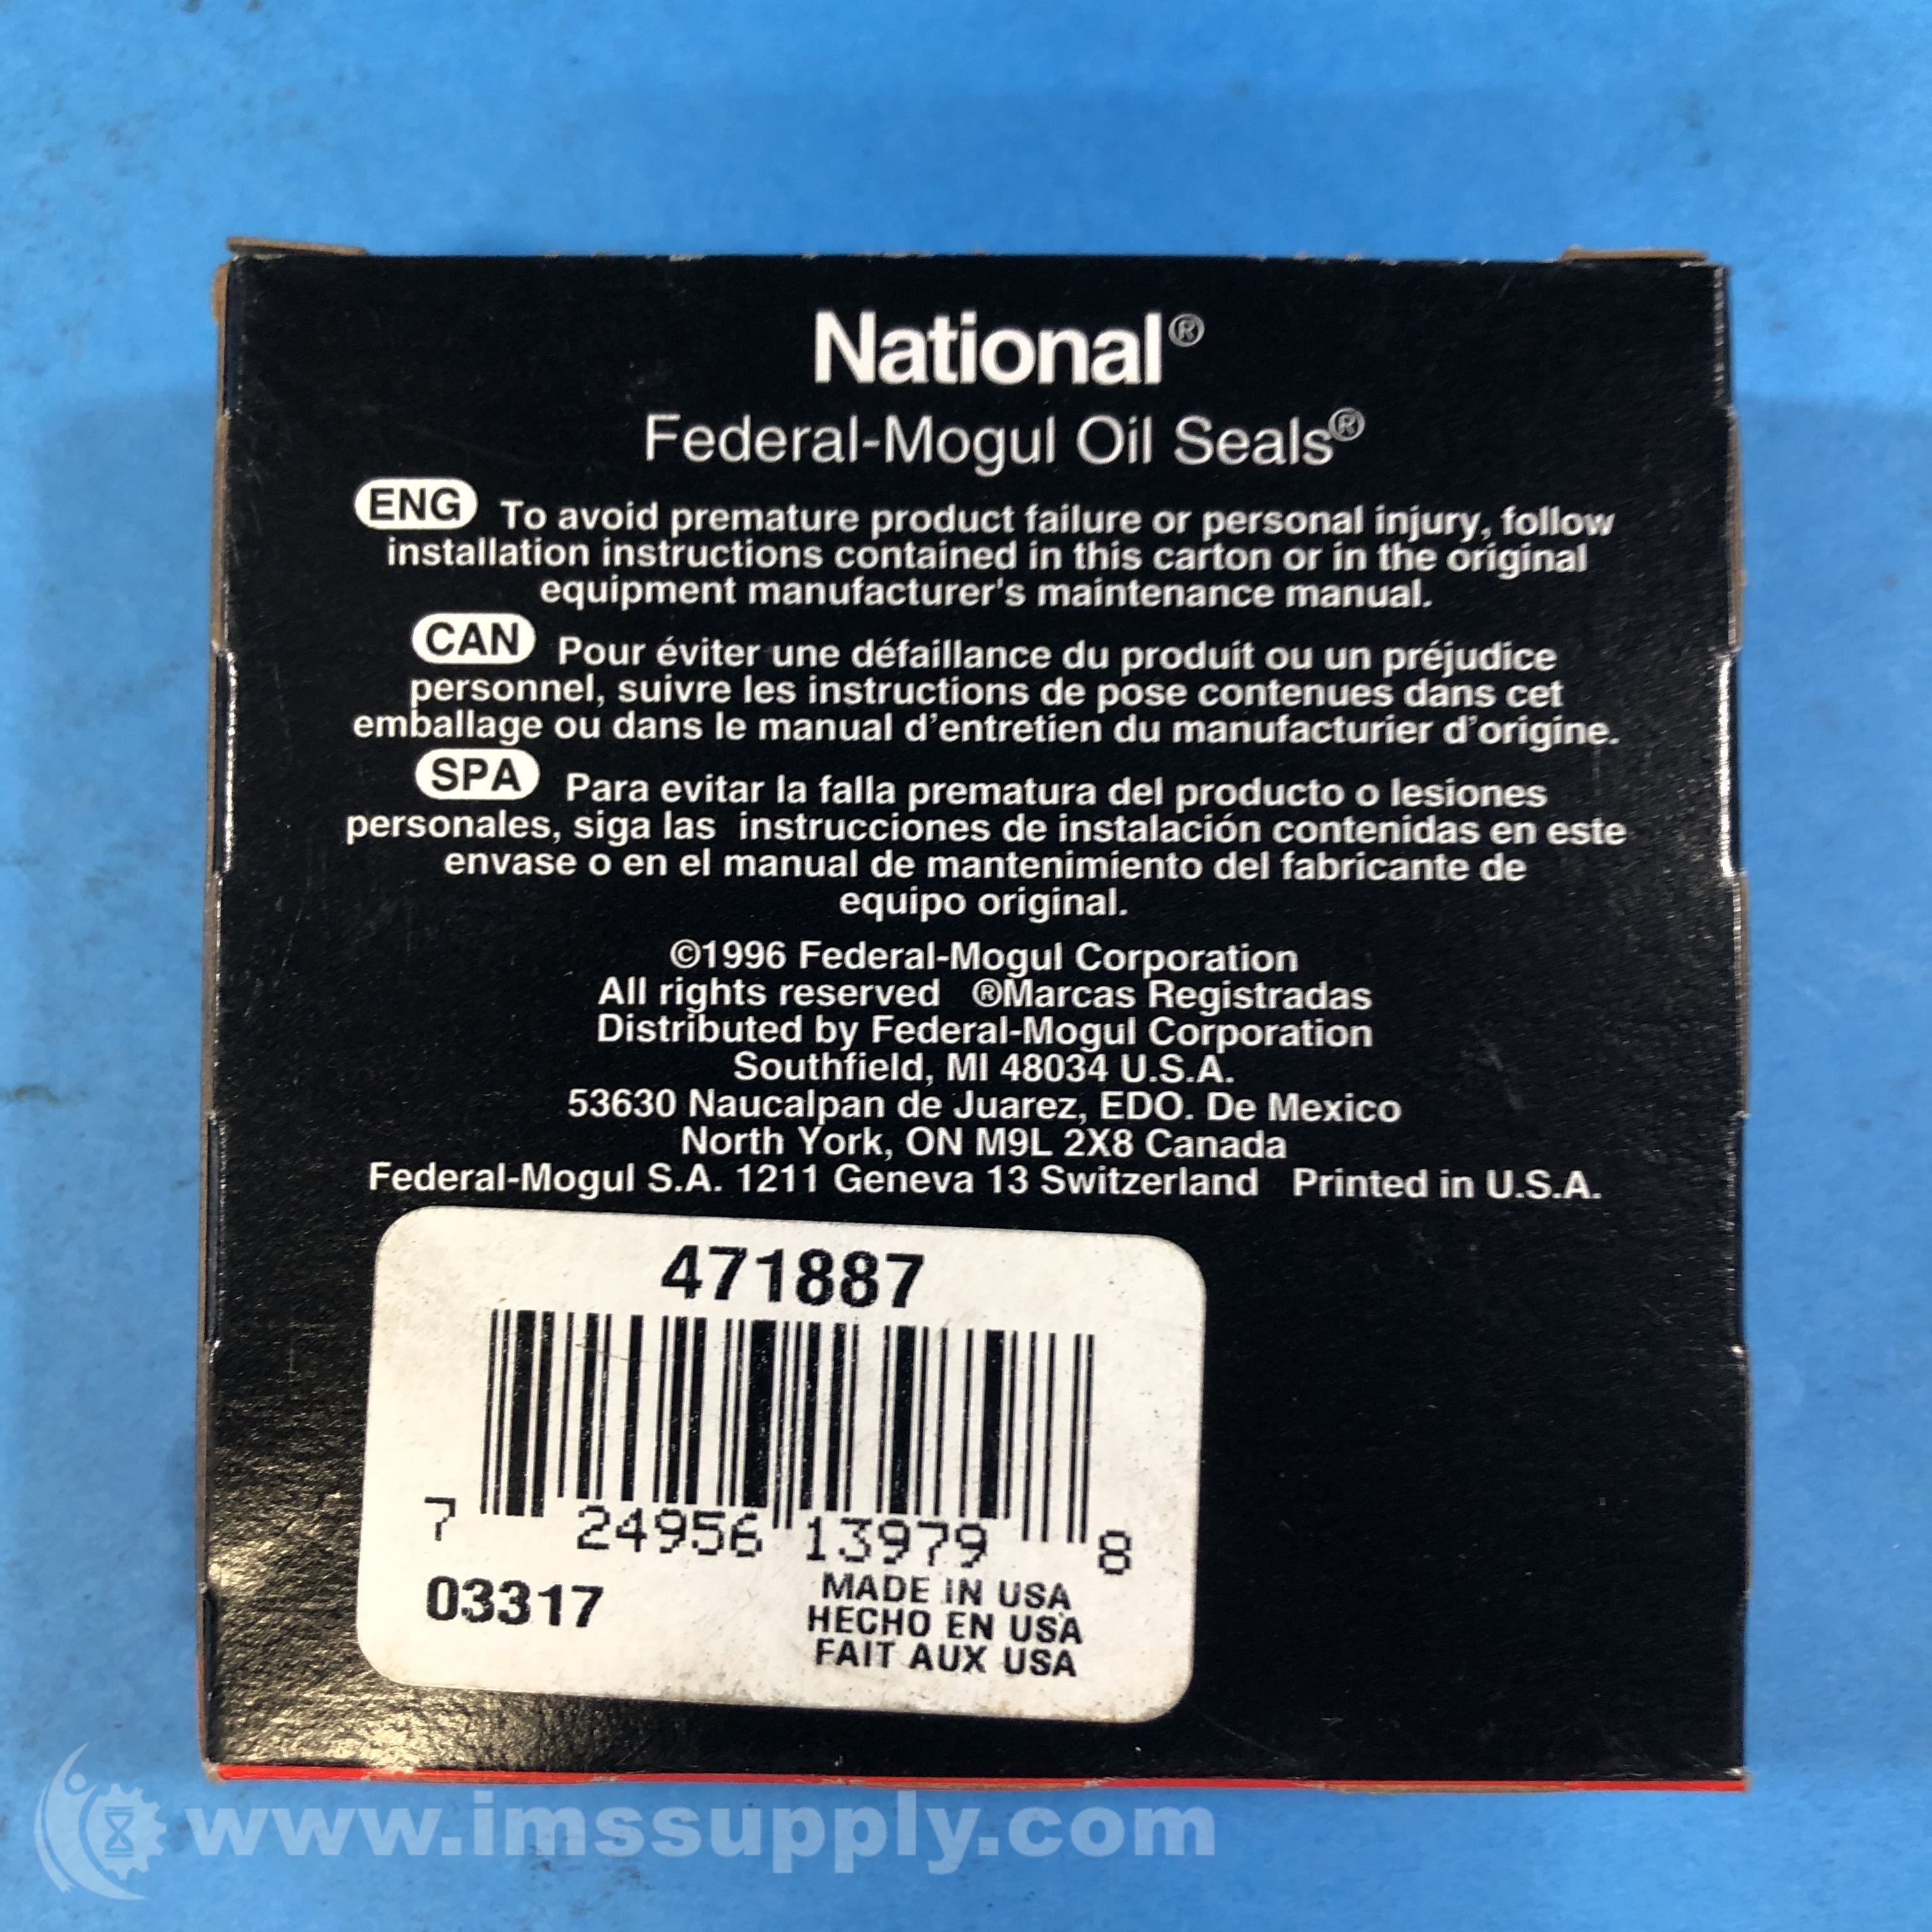 National®
Federal-Mogul Oil Seals®
ENG To avoid premature product failure or personal injury, follow
installation instructions contained in this carton or in the original
equipment manufacturer's maintenance manual.
CAN Pour éviter une défaillance du produit ou un préjudice
personnel, suivre les instructions de pose contenues dans cet
emballage ou dans le manual d'entretien du manufacturier d'origine.
SPA Para evitar la falla prematura del producto o lesiones
personales, siga las instrucciones de instalación contenidas en este
envase o en el manual de mantenimiento del fabricante de
equipo original.
©1996 Federal-Mogul Corporation
All rights reserved ®Marcas Registradas
Distributed by Federal-Mogul Corporation
Southfield, MI 48034 U.S.A.
53630 Naucalpan de Juarez, EDO. De Mexico
North York, ON M9L 2X8 Canada
Federal-Mogul S.A. 1211 Geneva 13 Switzerland Printed in U.S.A.
471887
7 24956 13979 8
03317
MADE IN USA
HECHO EN USA
FAIT AUX USA
www.imssupply.com